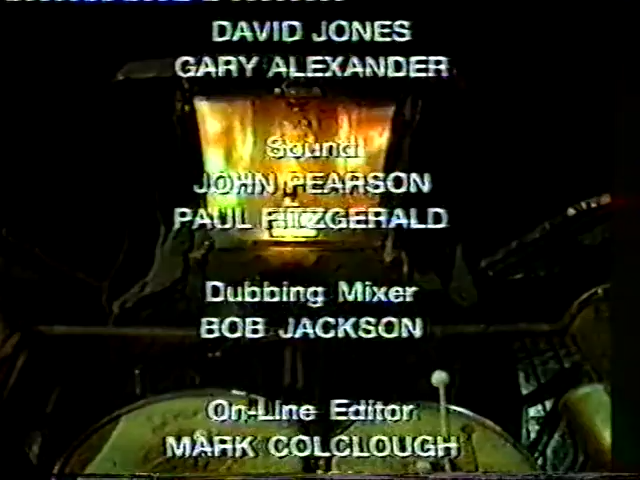 DAVID JONES
GARY ALEXANDER
Sound
JOHN PEARSON
PAUL FITZGERALD
Dubbing Mixer
BOB JACKSON
On-Line Editor
MARK COLCLOUGH